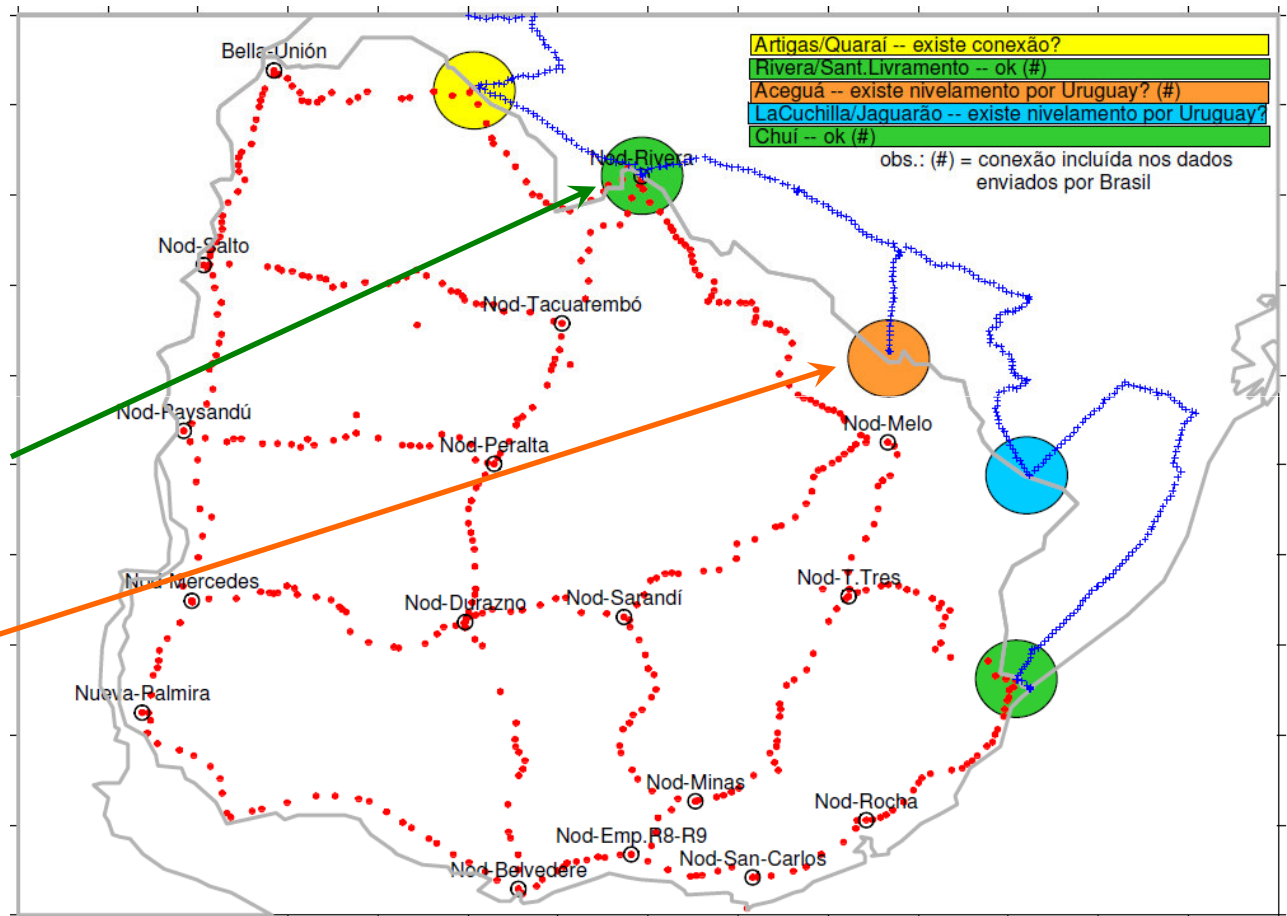 Artigas/Quaraí -- existe conexão?
Rivera/Sant.Livramento -- ok (#)
Aceguá -- existe nivelamento por Uruguay? (#)
LaCuchilla/Jaguarão -- existe nivelamento por Uruguay?
Chuí -- ok (#)
obs.: (#) = conexão incluída nos dados
enviados por Brasil
Bella-Unión
Nod-Rivera
Nod-Salto
Nod-Tacuarembó
Nod-Paysandú
Nod-Melo
Nod-Peralta
Nod-Mercedes
Nod-T.Tres
Nod-Durazno
Nod-Sarandí
Nueva-Palmira
Nod-Minas
Nod-Rocha
Nod-Emp.R8-R9
Nod-San-Carlos
Nod-Belvedere